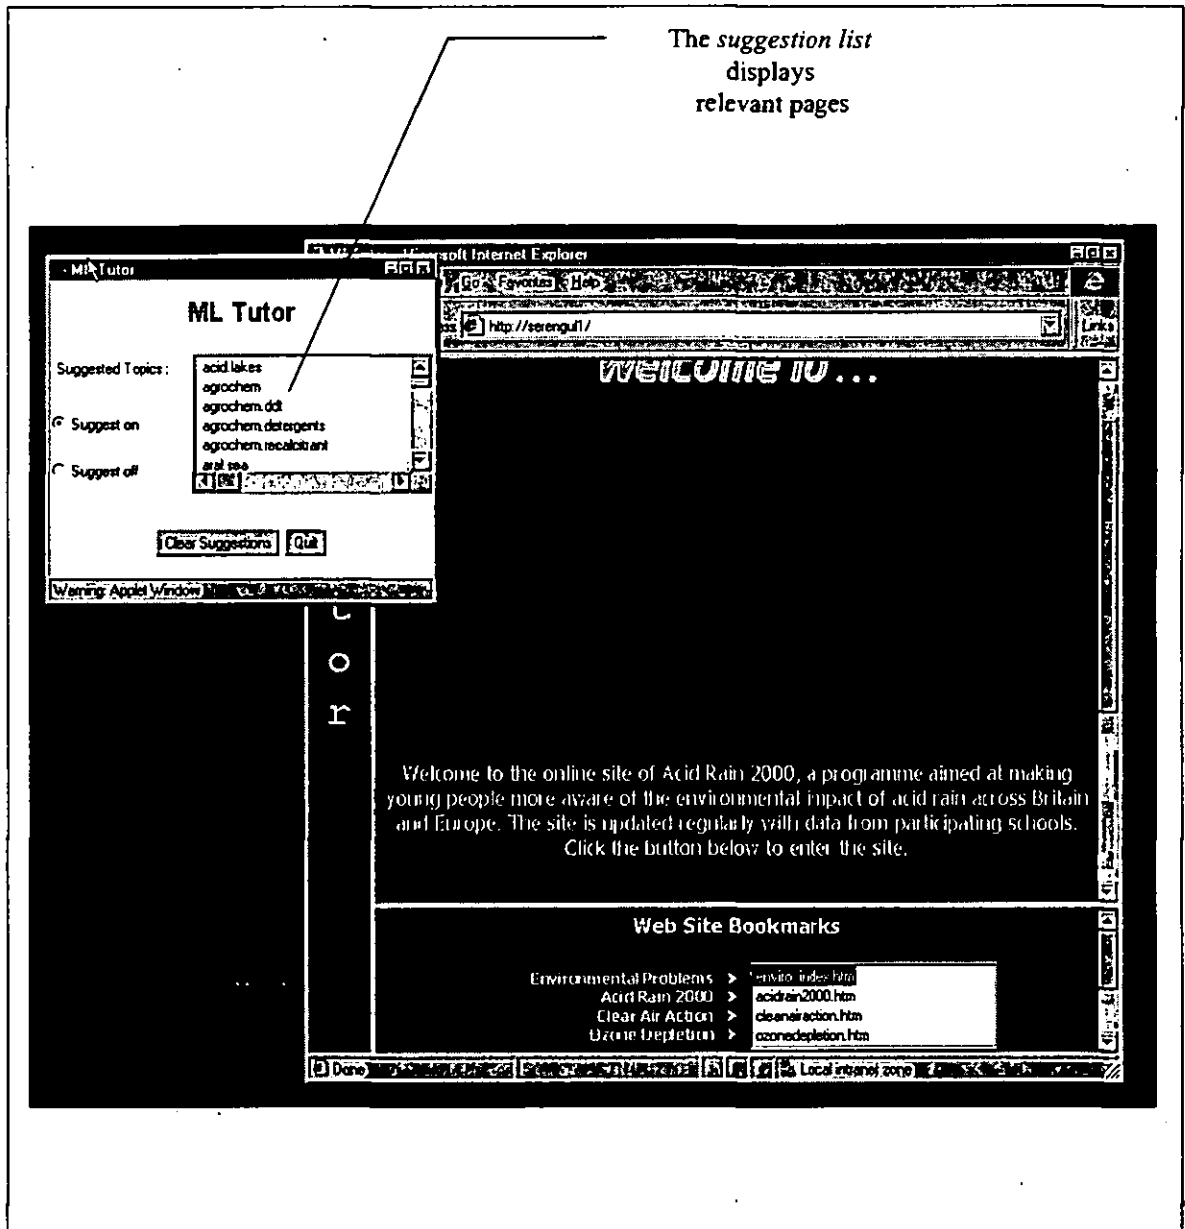 The suggestion list
displays
relevant pages
Microsoft Internet Explorer
ML Tutor
Go Favorites Help
ML Tutor
http://serengul1/
Links
Suggested Topics :
acid.lakes
agrochem
agrochem.ddt
agrochem.detergents
agrochem.recalcitrant
aral.sea
Suggest on
Suggest off
Clear Suggestions
Quit
Warning: Applet Window
Welcome to...
t
o
r
Welcome to the online site of Acid Rain 2000, a programme aimed at making
young people more aware of the environmental impact of acid rain across Britain
and Europe. The site is updated regularly with data from participating schools.
Click the button below to enter the site.
Web Site Bookmarks
Environmental Problems > enviro_index.htm
Acid Rain 2000 > acidrain2000.htm
Clear Air Action > cleanairaction.htm
Ozone Depletion > ozonedepletion.htm
Done
Local intranet zone